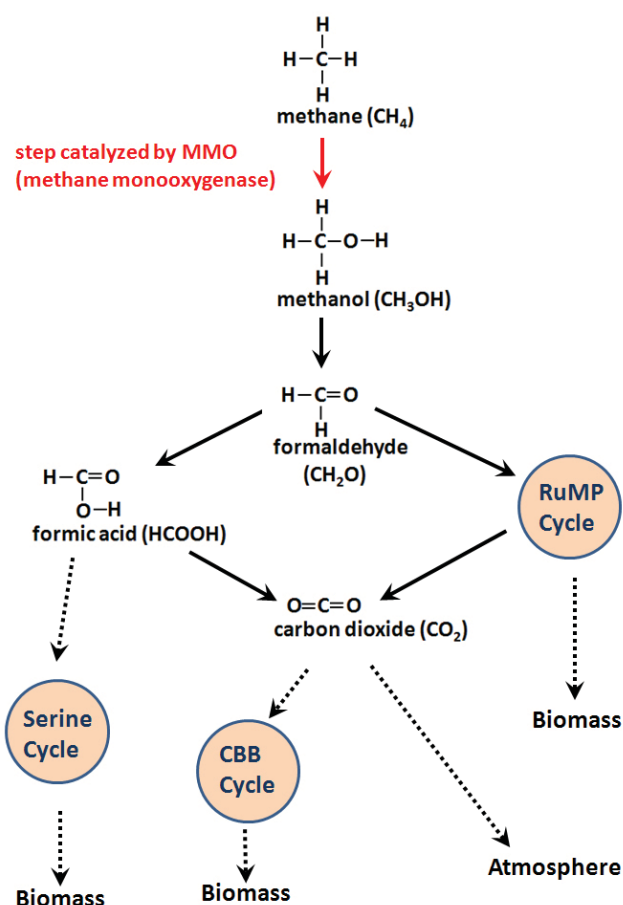 H
H–C–H
H
methane (CH₄)
step catalyzed by MMO
(methane monooxygenase)
H
H–C–O–H
H
methanol (CH₃OH)
H–C=O
H
formaldehyde
(CH₂O)
H–C=O
O–H
formic acid (HCOOH)
RuMP
Cycle
O=C=O
carbon dioxide (CO₂)
Serine
Cycle
CBB
Cycle
Biomass
Atmosphere
Biomass
Biomass